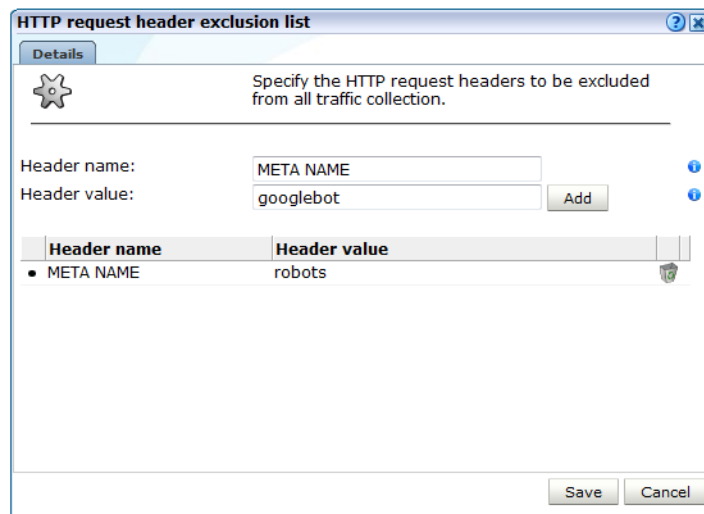 HTTP request header exclusion list
Details
Specify the HTTP request headers to be excluded
from all traffic collection.
Header name:
META NAME
Header value:
googlebot
Add
Header name Header value
META NAME robots
Save Cancel